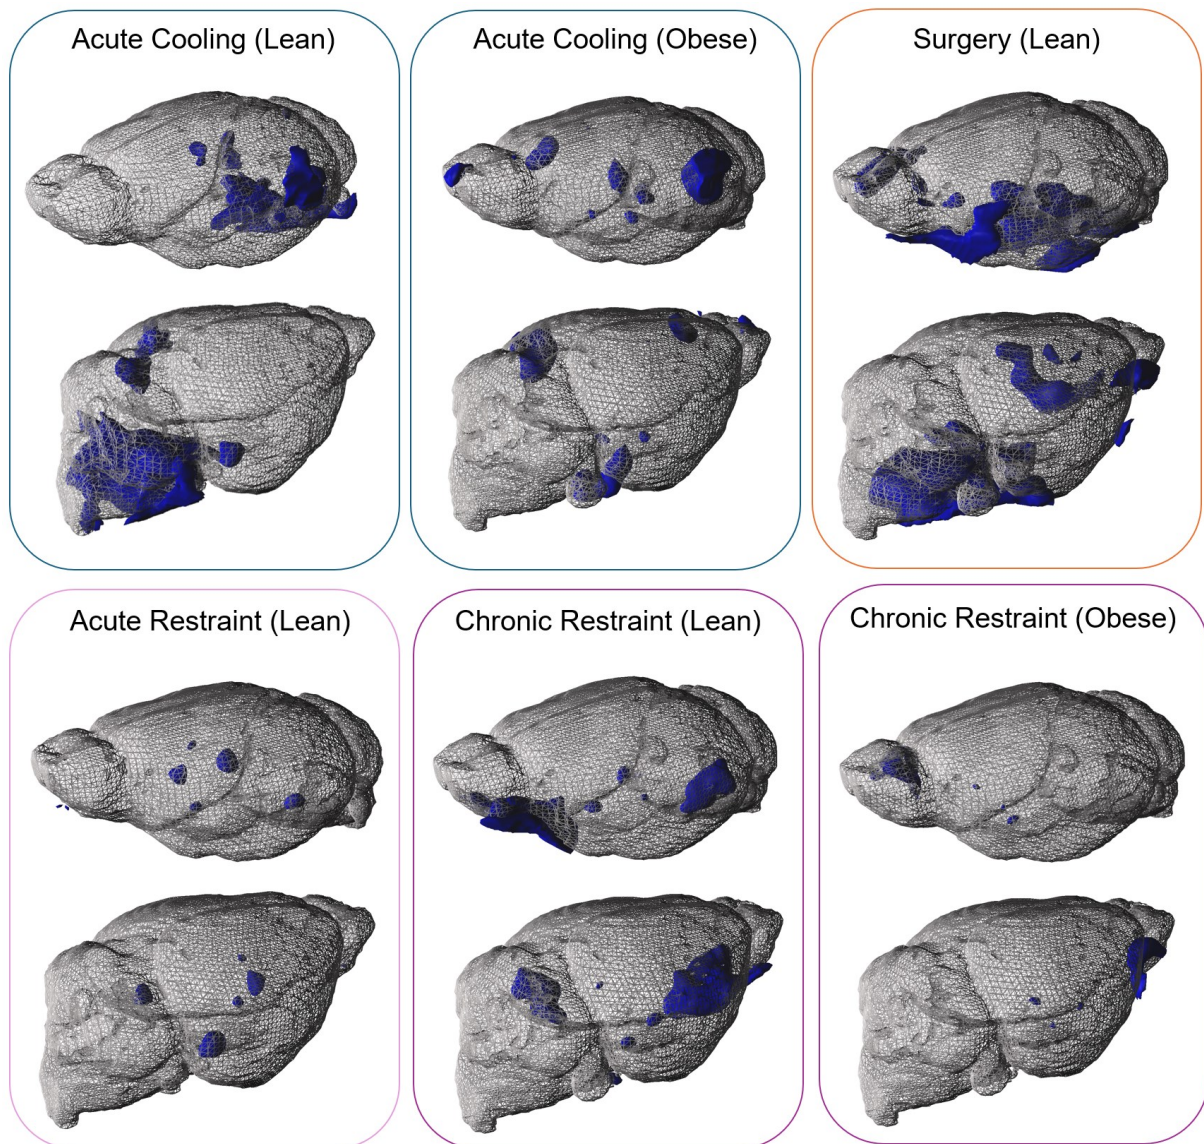 Acute Cooling (Lean)
Acute Cooling (Obese)
Surgery (Lean)
Acute Restraint (Lean)
Chronic Restraint (Lean)
Chronic Restraint (Obese)